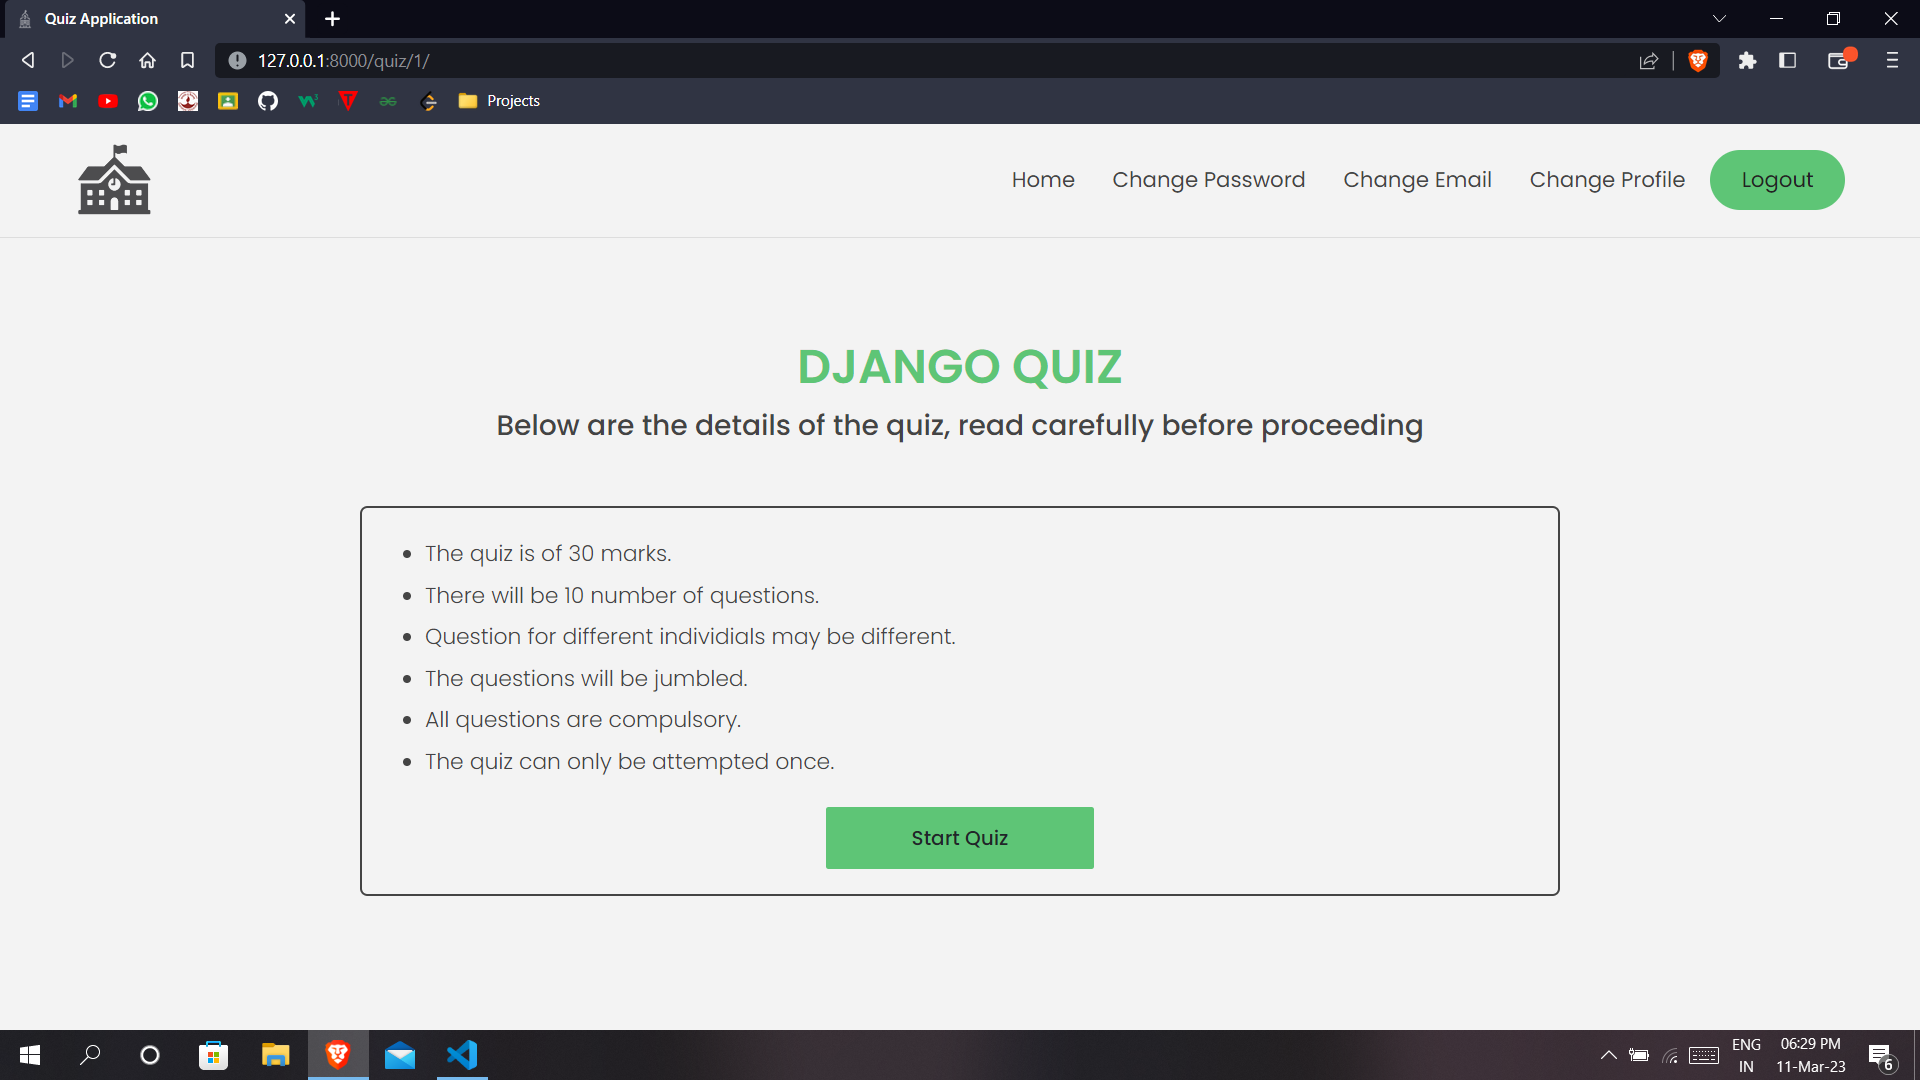 Quiz Application
127.0.0.1:8000/quiz/1/
Projects
Home Change Password Change Email Change Profile Logout
DJANGO QUIZ
Below are the details of the quiz, read carefully before proceeding
The quiz is of 30 marks.
There will be 10 number of questions.
Question for different individials may be different.
The questions will be jumbled.
All questions are compulsory.
The quiz can only be attempted once.
Start Quiz
ENG
IN
06:29 PM
11-Mar-23
6